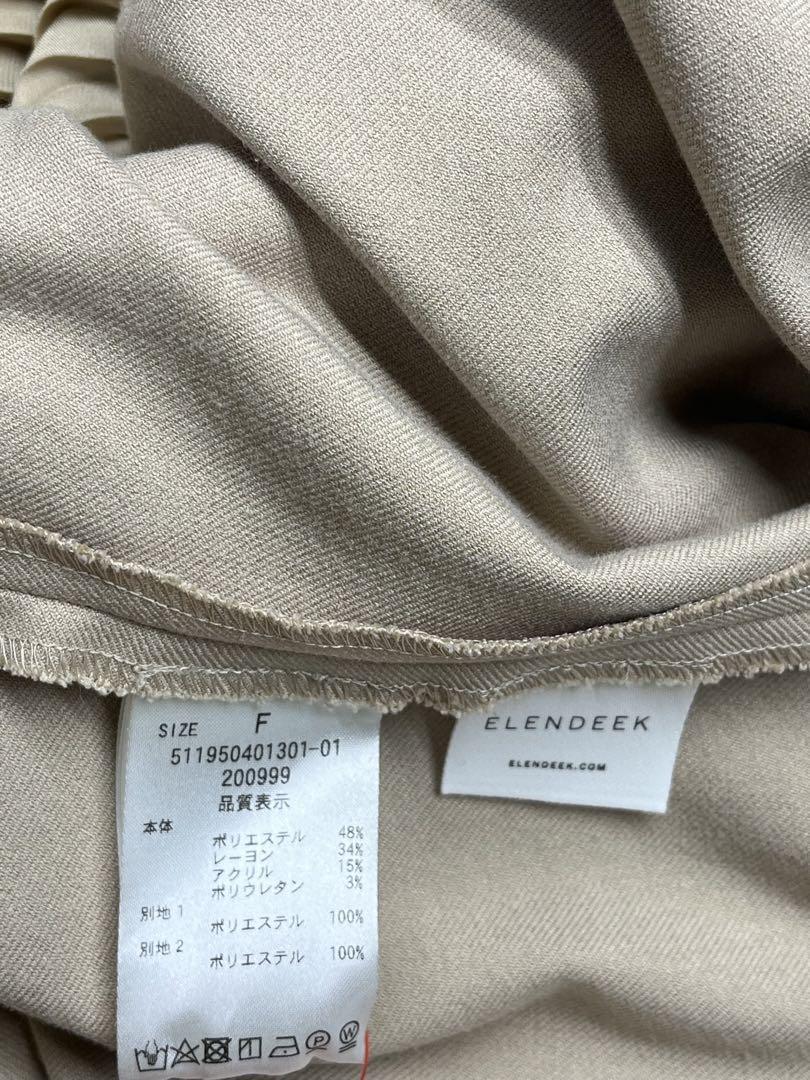 SIZE F
511950401301-01
200999
品質表示
本体
ポリエステル 48%
レーヨン 34%
アクリル 15%
ポリウレタン 3%
別地1 ポリエステル 100%
別地2 ポリエステル 100%
P W
ELENDEEK
ELENDEEK.COM